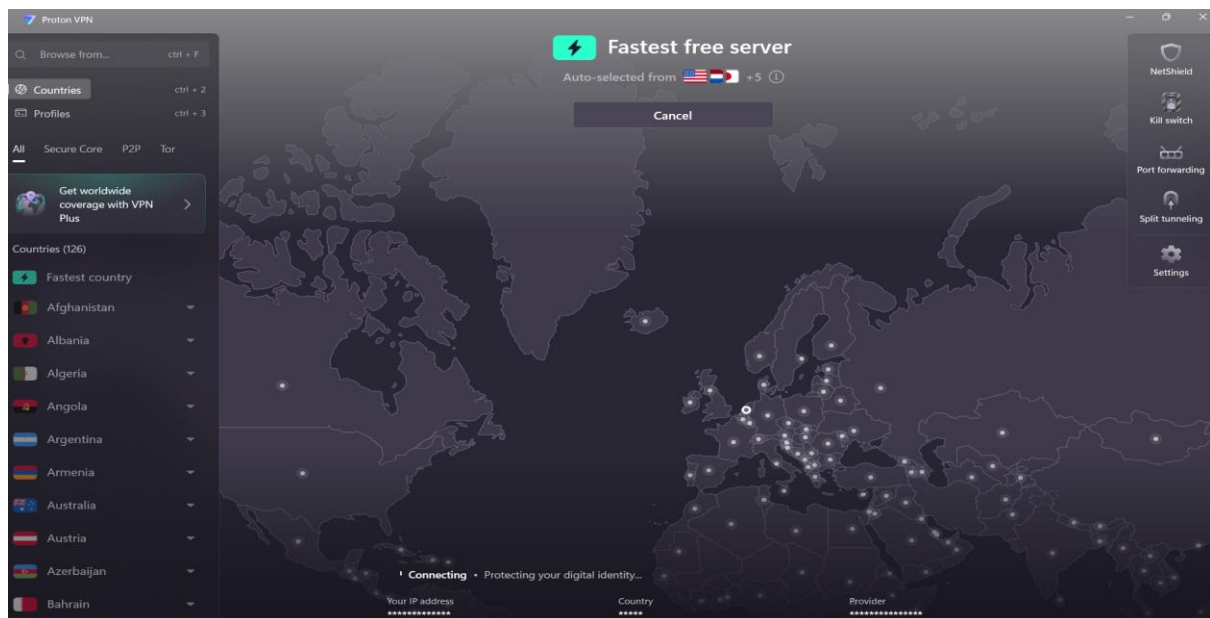 Proton VPN
Browse from... ctrl + F
Countries ctrl + 2
Profiles ctrl + 3
All Secure Core P2P Tor
Get worldwide
coverage with VPN
Plus
Countries (126)
Fastest country
Afghanistan
Albania
Algeria
Angola
Argentina
Armenia
Australia
Austria
Azerbaijan
Bahrain
Fastest free server
Auto-selected from +5
Cancel
Connecting • Protecting your digital identity...
Your IP address Country Provider
************* ***** ***************
NetShield
Kill switch
Port forwarding
Split tunneling
Settings